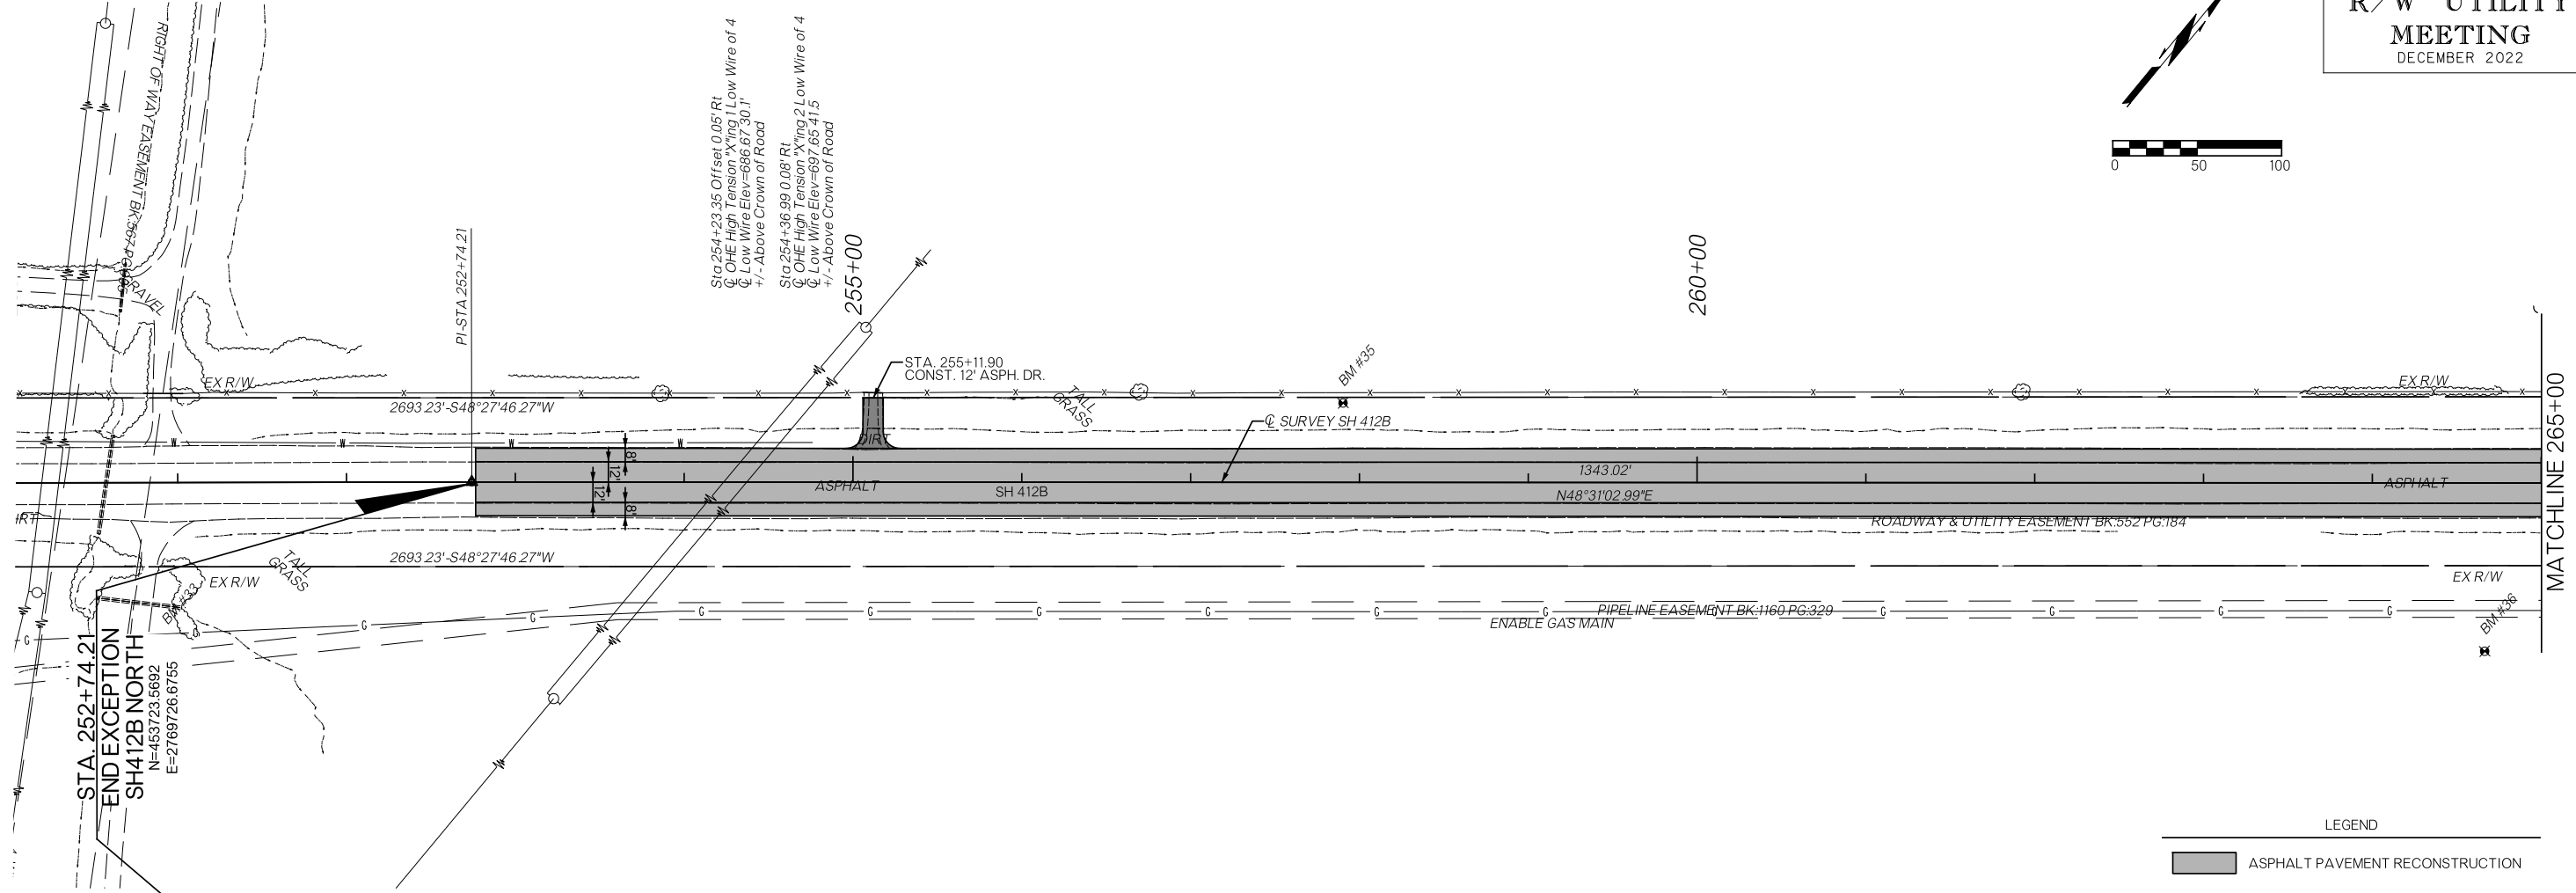 R/W UTILITY
MEETING
DECEMBER 2022
0 50 100
RIGHT OF WAY EASEMENT BK:567
GRAVEL
PI-STA 252+74.21
Sta 254+23.35 Offset 0.05' Rt
℄ OHE High Tension "X"ing 1 Low Wire of 4
℄ Low Wire Elev=686.67 30.1'
+/- Above Crown of Road
Sta 254+36.99 0.08' Rt
℄ OHE High Tension "X"ing 2 Low Wire of 4
℄ Low Wire Elev=697.65 41.5
+/- Above Crown of Road
255+00
260+00
STA. 255+11.90
CONST. 12' ASPH. DR.
TALL
GRASS
BM #35
EX R/W
EX R/W
2693.23'-S48°27'46.27"W
℄ SURVEY SH 412B
W W W W
DIRT
8'
12'
12'
8'
ASPHALT
SH 412B
1343.02'
N48°31'02.99"E
ASPHALT
ROADWAY & UTILITY EASEMENT BK:552 PG:184
MATCHLINE 265+00
2693.23'-S48°27'46.27"W
TALL
GRASS
EX R/W
EX R/W
BM #33
G G G G G G G G G G G G G
PIPELINE EASEMENT BK:1160 PG:329
ENABLE GAS MAIN
BM #36
STA. 252+74.21
END EXCEPTION
SH412B NORTH
N=453723.5692
E=2769726.6755
LEGEND
ASPHALT PAVEMENT RECONSTRUCTION